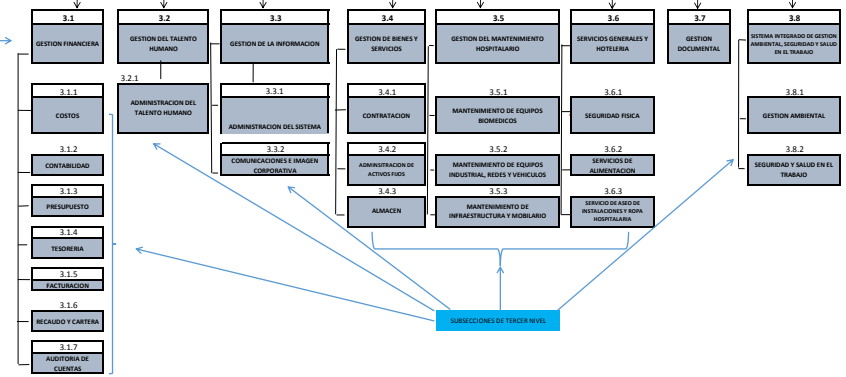 3.1
GESTION FINANCIERA
3.1.1
COSTOS
3.1.2
CONTABILIDAD
3.1.3
PRESUPUESTO
3.1.4
TESORERIA
3.1.5
FACTURACION
3.1.6
RECAUDO Y CARTERA
3.1.7
AUDITORIA DE
CUENTAS
3.2
GESTION DEL TALENTO
HUMANO
3.2.1
ADMINISTRACION DEL
TALENTO HUMANO
3.3
GESTION DE LA INFORMACION
3.3.1
ADMINISTRACION DEL SISTEMA
3.3.2
COMUNICACIONES E IMAGEN
CORPORATIVA
3.4
GESTION DE BIENES Y
SERVICIOS
3.4.1
CONTRATACION
3.4.2
ADMINISTRACION DE
ACTIVOS FIJOS
3.4.3
ALMACEN
3.5
GESTION DEL MANTENIMIENTO
HOSPITALARIO
3.5.1
MANTENIMIENTO DE EQUIPOS
BIOMEDICOS
3.5.2
MANTENIMIENTO DE EQUIPOS
INDUSTRIAL, REDES Y VEHICULOS
3.5.3
MANTENIMIENTO DE
INFRAESTRUCTURA Y MOBILARIO
3.6
SERVICIOS GENERALES Y
HOTELERIA
3.6.1
SEGURIDAD FISICA
3.6.2
SERVICIOS DE
ALIMENTACION
3.6.3
SERVICIO DE ASEO DE
INSTALACIONES Y ROPA
HOSPITALARIA
3.7
GESTION
DOCUMENTAL
3.8
SISTEMA INTEGRADO DE GESTION
AMBIENTAL, SEGURIDAD Y SALUD
EN EL TRABAJO
3.8.1
GESTION AMBIENTAL
3.8.2
SEGURIDAD Y SALUD EN EL
TRABAJO
SUBSECCIONES DE TERCER NIVEL